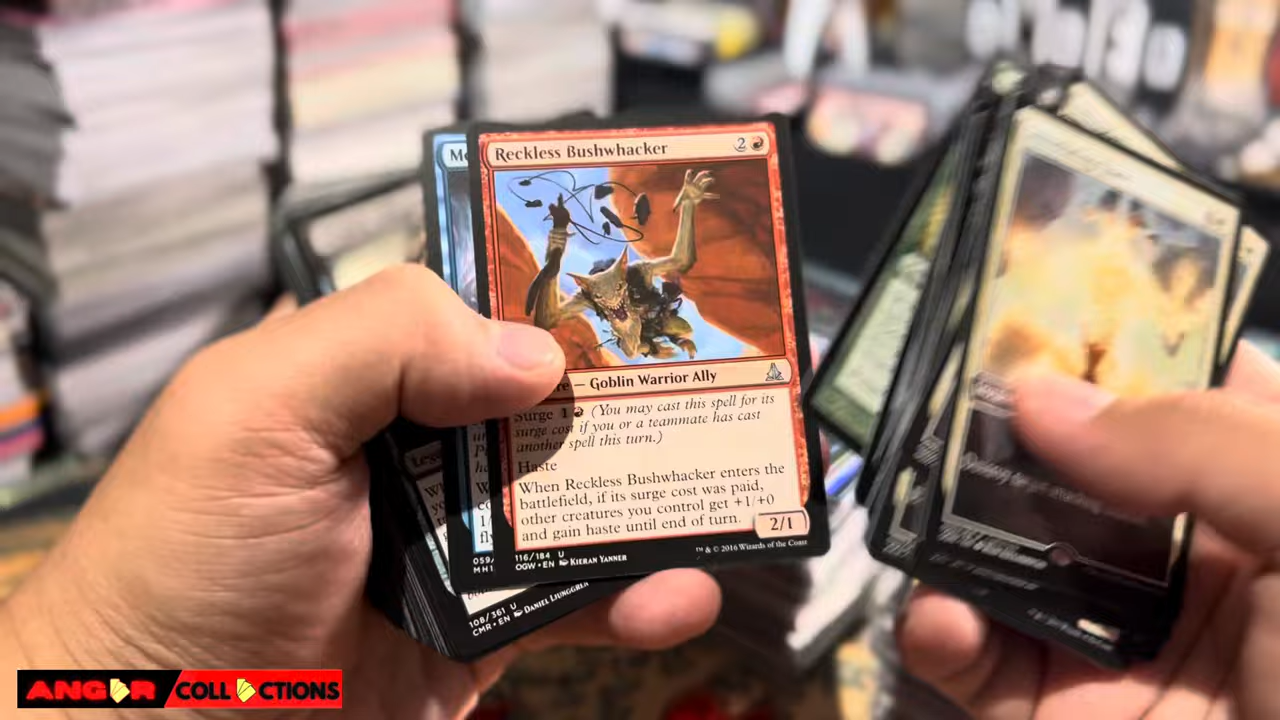 Reckless Bushwhacker 2
Goblin Warrior Ally
Surge 1 (You may cast this spell for its
surge cost if you or a teammate has cast
another spell this turn.)
Haste
When Reckless Bushwhacker enters the
battlefield, if its surge cost was paid,
other creatures you control get +1/+0
and gain haste until end of turn.
2/1
116/184 U
OGW • EN KIERAN YANNER
™ & © 2016 Wizards of the Coast
059/
MH1
108/361 U
CMR • EN DANIEL LJUNGGREN
ANGOR COLLECTIONS